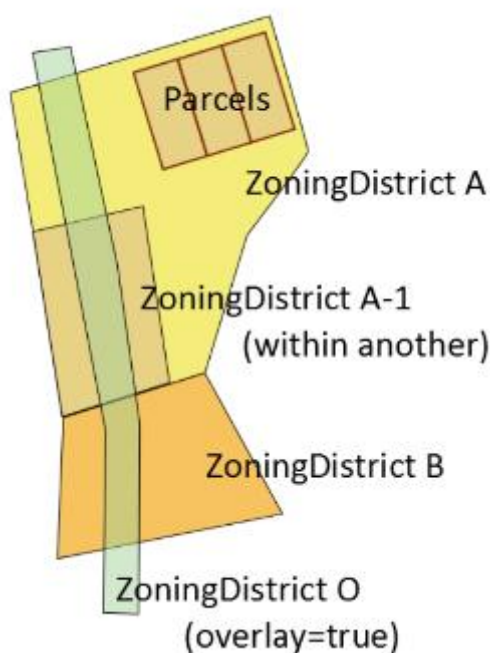 Parcels
ZoningDistrict A
ZoningDistrict A-1
(within another)
ZoningDistrict B
ZoningDistrict O
(overlay=true)